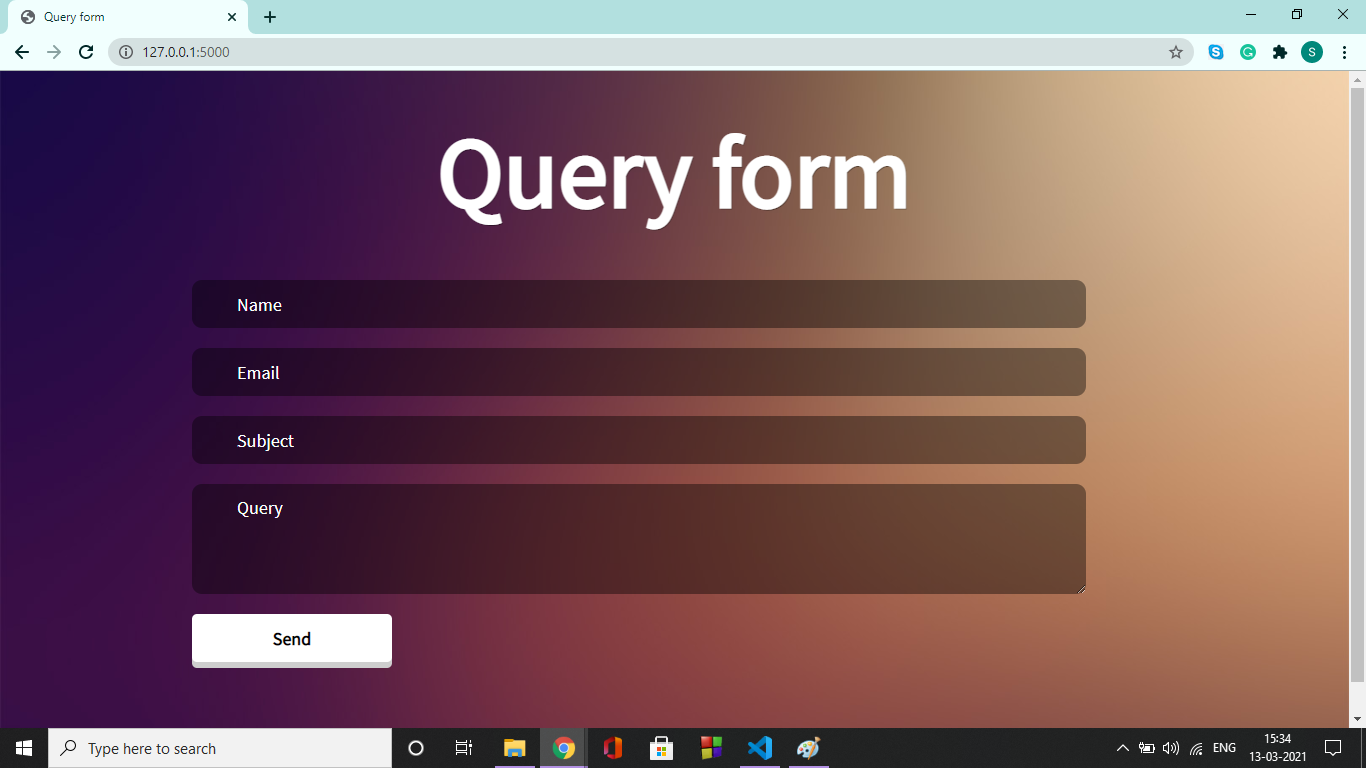 Query form
127.0.0.1:5000
S
Query form
Name
Email
Subject
Query
Send
Type here to search
ENG
15:34
13-03-2021